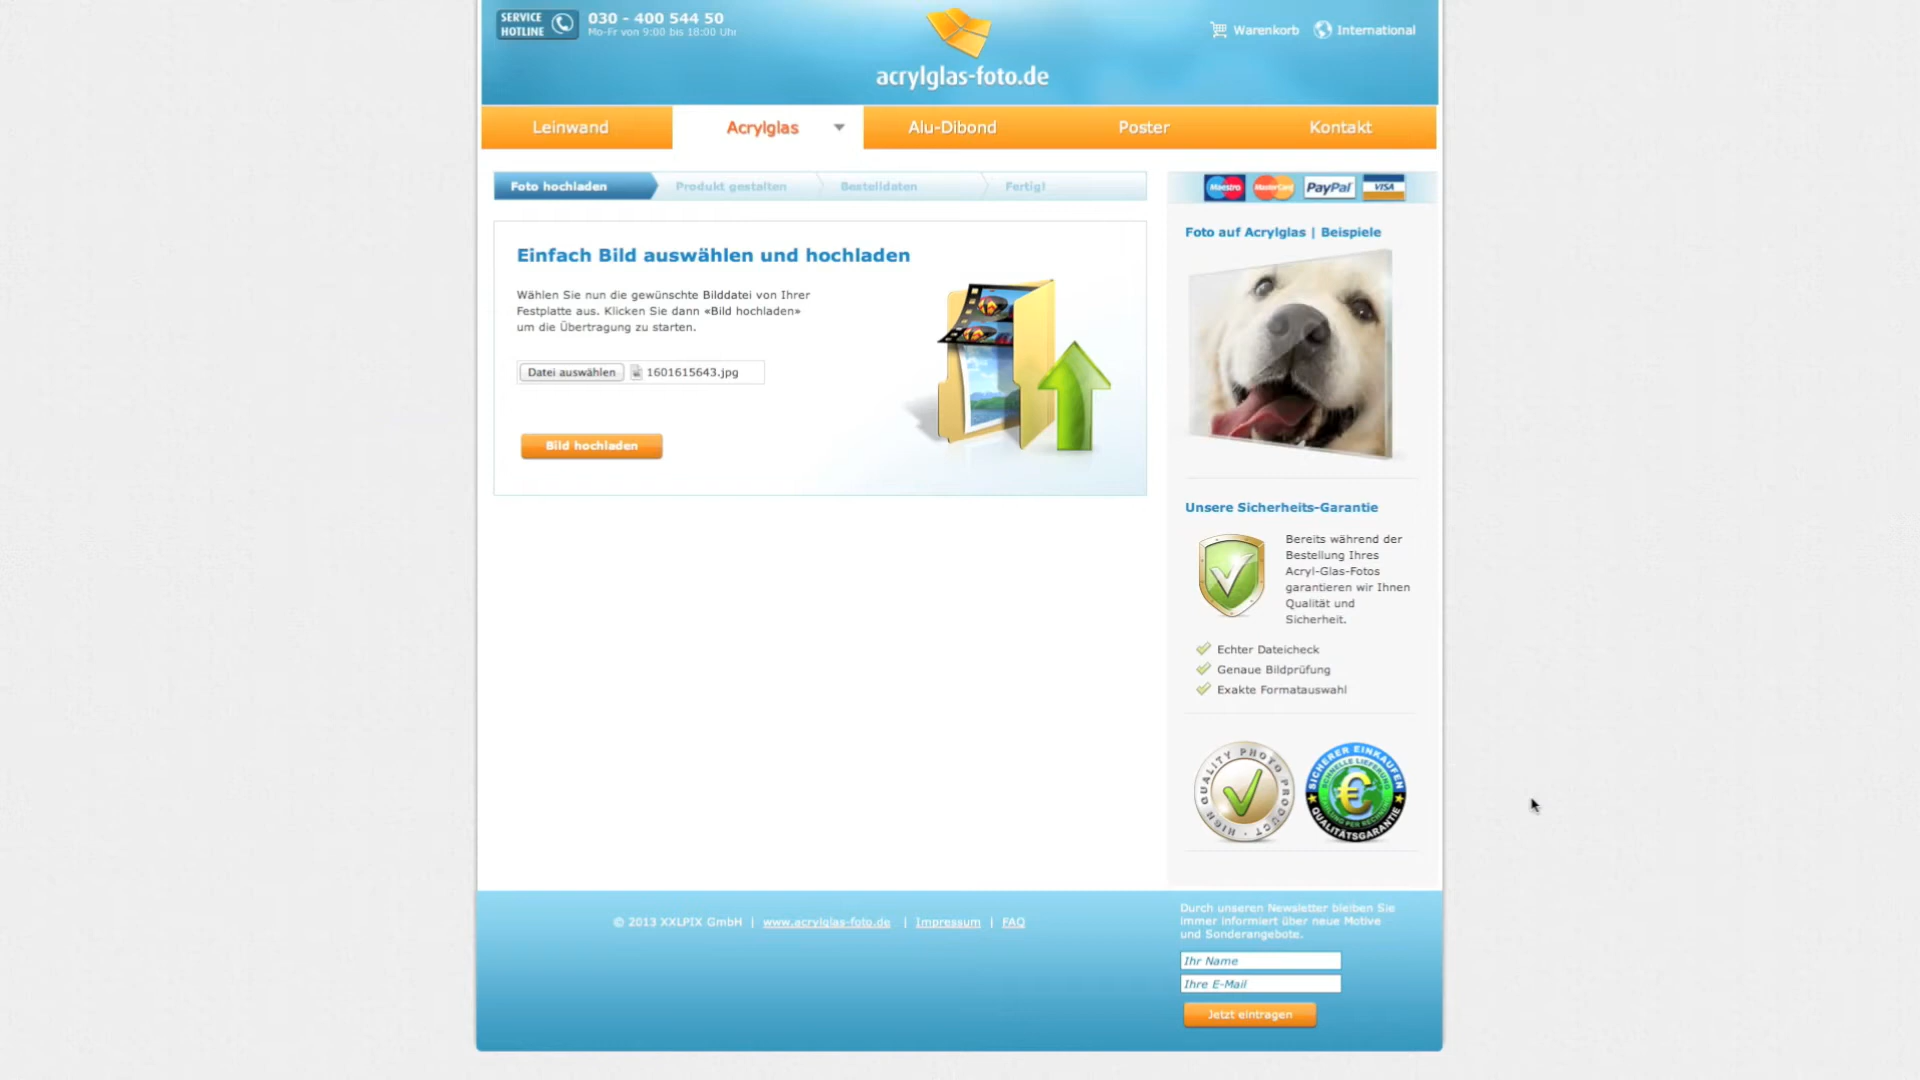 SERVICE
HOTLINE
030 - 400 544 50
Mo-Fr von 9:00 bis 18:00 Uhr
acrylglas-foto.de
Warenkorb
International
Leinwand
Acrylglas
Alu-Dibond
Poster
Kontakt
Foto hochladen
Produkt gestalten
Bestelldaten
Fertig!
Maestro
MasterCard
PayPal
VISA
Einfach Bild auswählen und hochladen
Wählen Sie nun die gewünschte Bilddatei von Ihrer
Festplatte aus. Klicken Sie dann «Bild hochladen»
um die Übertragung zu starten.
Datei auswählen
1601615643.jpg
Bild hochladen
Foto auf Acrylglas | Beispiele
Unsere Sicherheits-Garantie
Bereits während der
Bestellung Ihres
Acryl-Glas-Fotos
garantieren wir Ihnen
Qualität und
Sicherheit.
Echter Dateicheck
Genaue Bildprüfung
Exakte Formatauswahl
HIGH QUALITY PHOTO PRODUCT
SICHERER EINKAUFEN
SCHNELLE LIEFERUNG
€
QUALITÄTSGARANTIE
© 2013 XXLPIX GmbH | www.acrylglas-foto.de | Impressum | FAQ
Durch unseren Newsletter bleiben Sie
immer informiert über neue Motive
und Sonderangebote.
Ihr Name
Ihre E-Mail
Jetzt eintragen